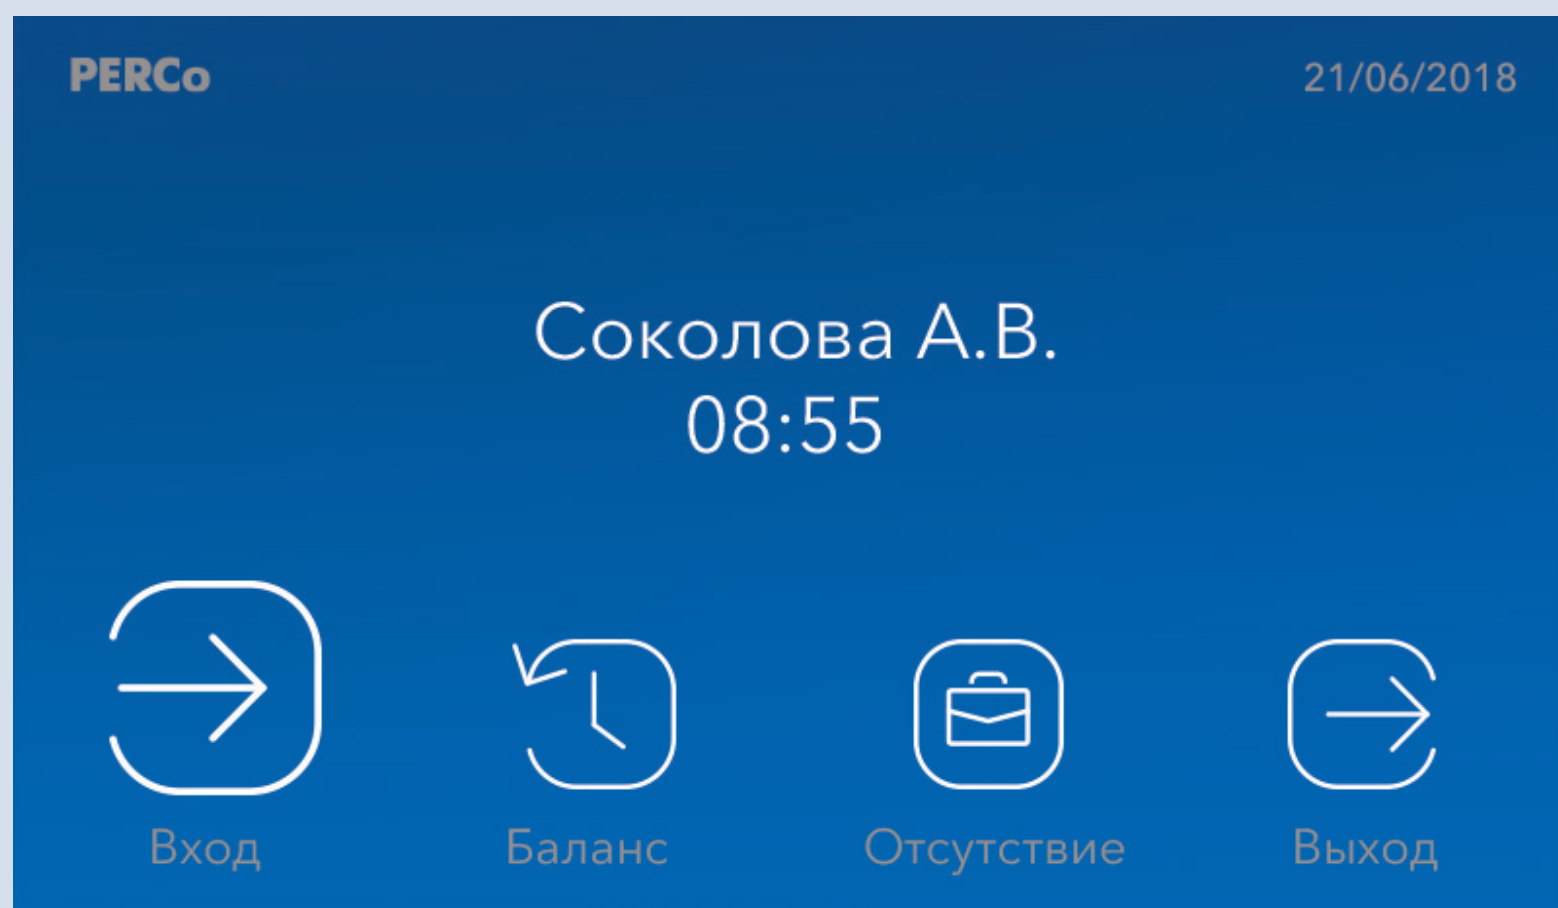 PERCo
21/06/2018
Соколова А.В.
08:55
Вход
Баланс
Отсутствие
Выход